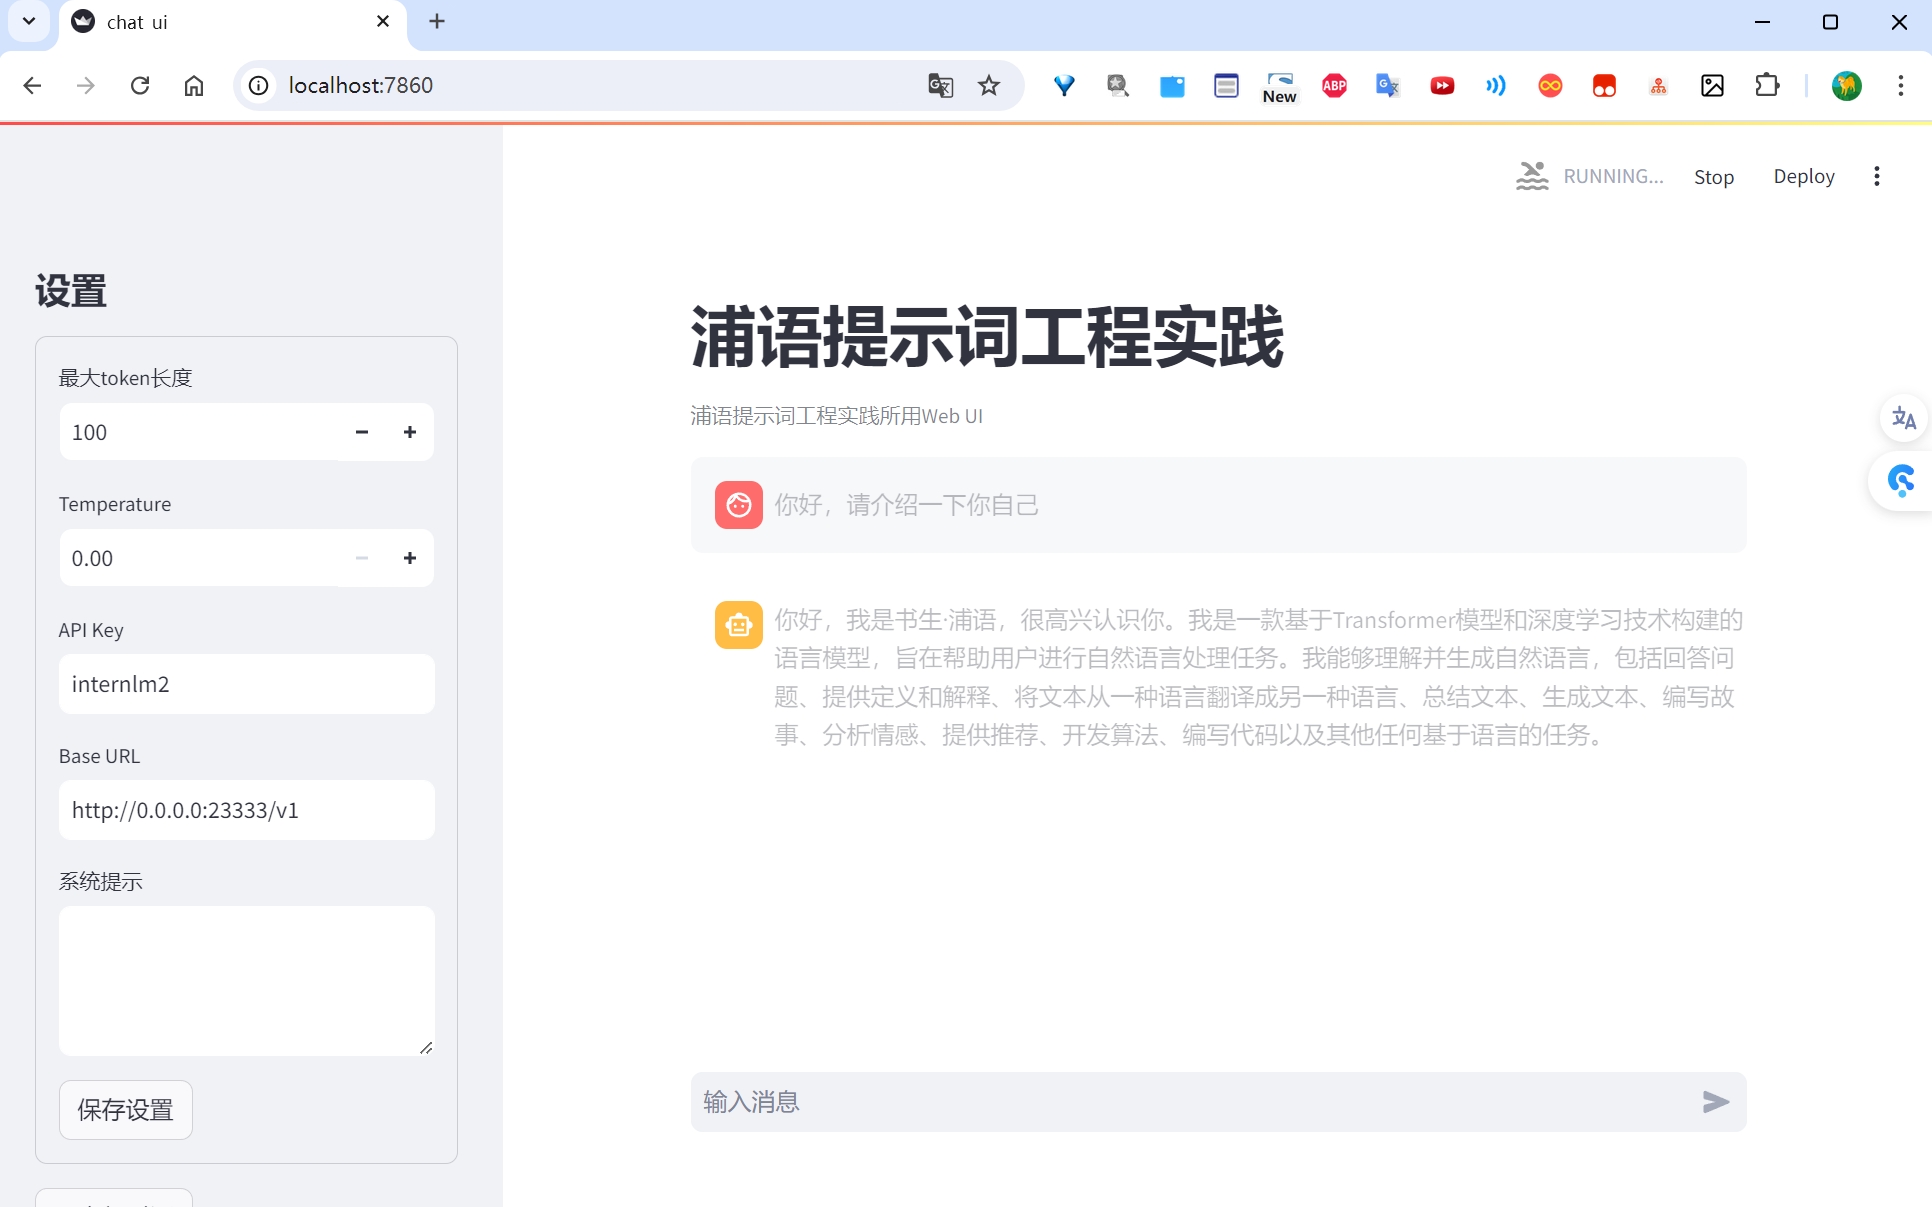 chat ui
localhost:7860
New
ABP
RUNNING...
Stop
Deploy
设置
最大token长度
100
Temperature
0.00
API Key
internlm2
Base URL
http://0.0.0.0:23333/v1
系统提示
保存设置
浦语提示词工程实践
浦语提示词工程实践所用Web UI
你好，请介绍一下你自己
你好，我是书生·浦语，很高兴认识你。我是一款基于Transformer模型和深度学习技术构建的
语言模型，旨在帮助用户进行自然语言处理任务。我能够理解并生成自然语言，包括回答问
题、提供定义和解释、将文本从一种语言翻译成另一种语言、总结文本、生成文本、编写故
事、分析情感、提供推荐、开发算法、编写代码以及其他任何基于语言的任务。
输入消息